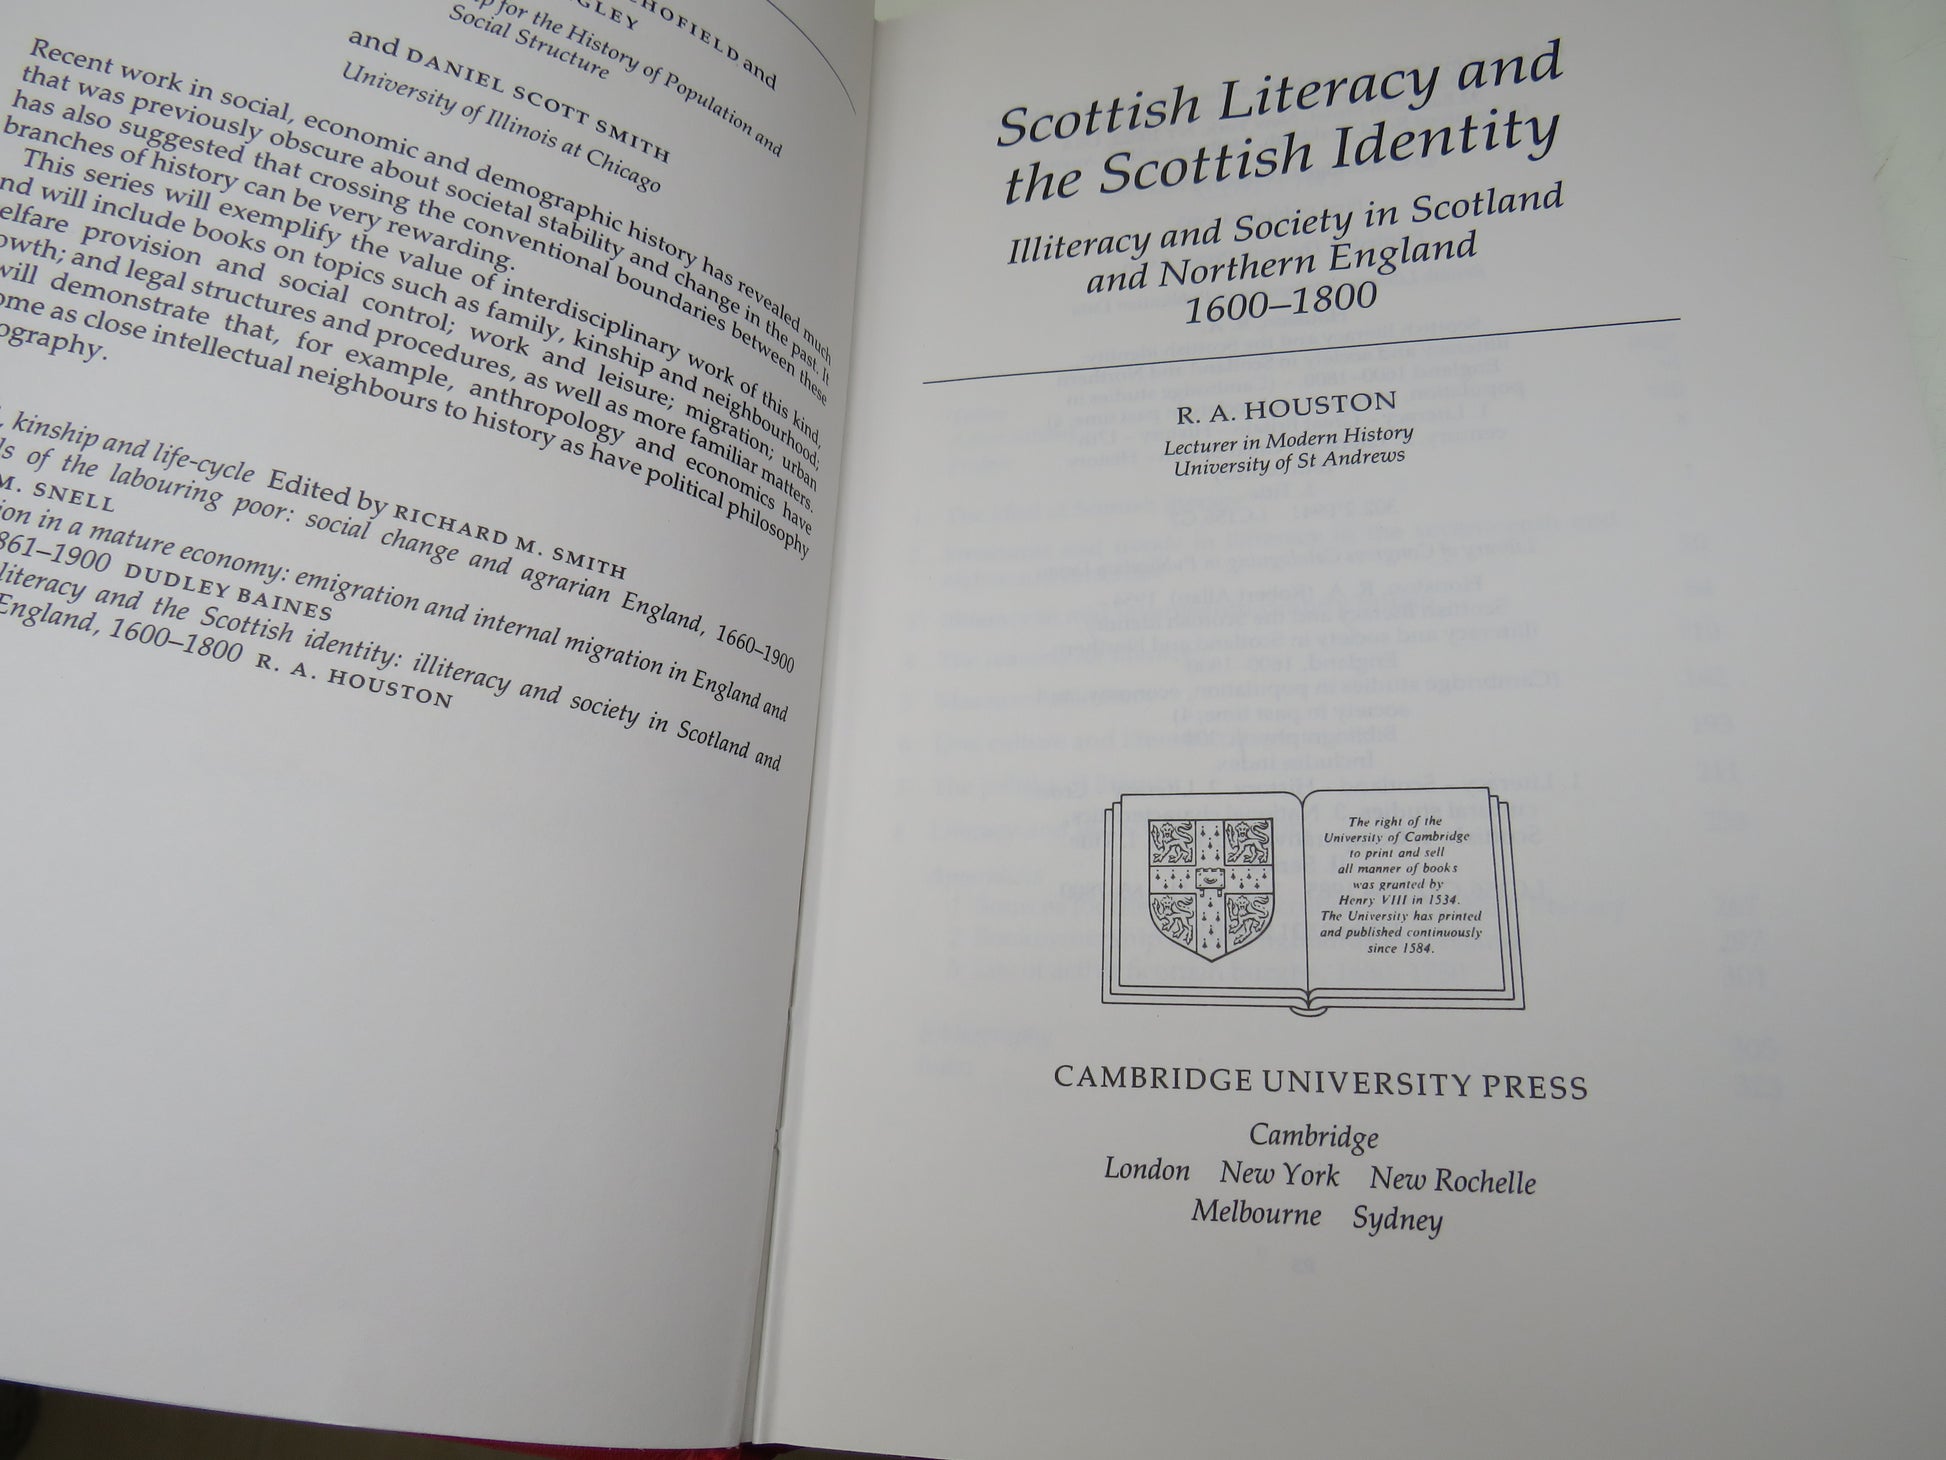 CHOFIELD and
GLEY
p for the History of Population and
Social Structure
and DANIEL SCOTT SMITH
University of Illinois at Chicago
Recent work in social, economic and demographic history has revealed much
that was previously obscure about societal stability and change in the past. It
has also suggested that crossing the conventional boundaries between these
branches of history can be very rewarding.
This series will exemplify the value of interdisciplinary work of this kind,
nd will include books on topics such as family, kinship and neighbourhood;
elfare provision and social control; work and leisure; migration; urban
owth; and legal structures and procedures, as well as more familiar matters.
will demonstrate that, for example, anthropology and economics have
ome as close intellectual neighbours to history as have political philosophy
ography.
, kinship and life-cycle Edited by RICHARD M. SMITH
ls of the labouring poor: social change and agrarian England, 1660–1900
M. SNELL
ion in a mature economy: emigration and internal migration in England and
861–1900 DUDLEY BAINES
literacy and the Scottish identity: illiteracy and society in Scotland and
England, 1600–1800 R. A. HOUSTON
Scottish Literacy and
the Scottish Identity
Illiteracy and Society in Scotland
and Northern England
1600–1800
R. A. HOUSTON
Lecturer in Modern History
University of St Andrews
The right of the
University of Cambridge
to print and sell
all manner of books
was granted by
Henry VIII in 1534.
The University has printed
and published continuously
since 1584.
CAMBRIDGE UNIVERSITY PRESS
Cambridge
London New York New Rochelle
Melbourne Sydney